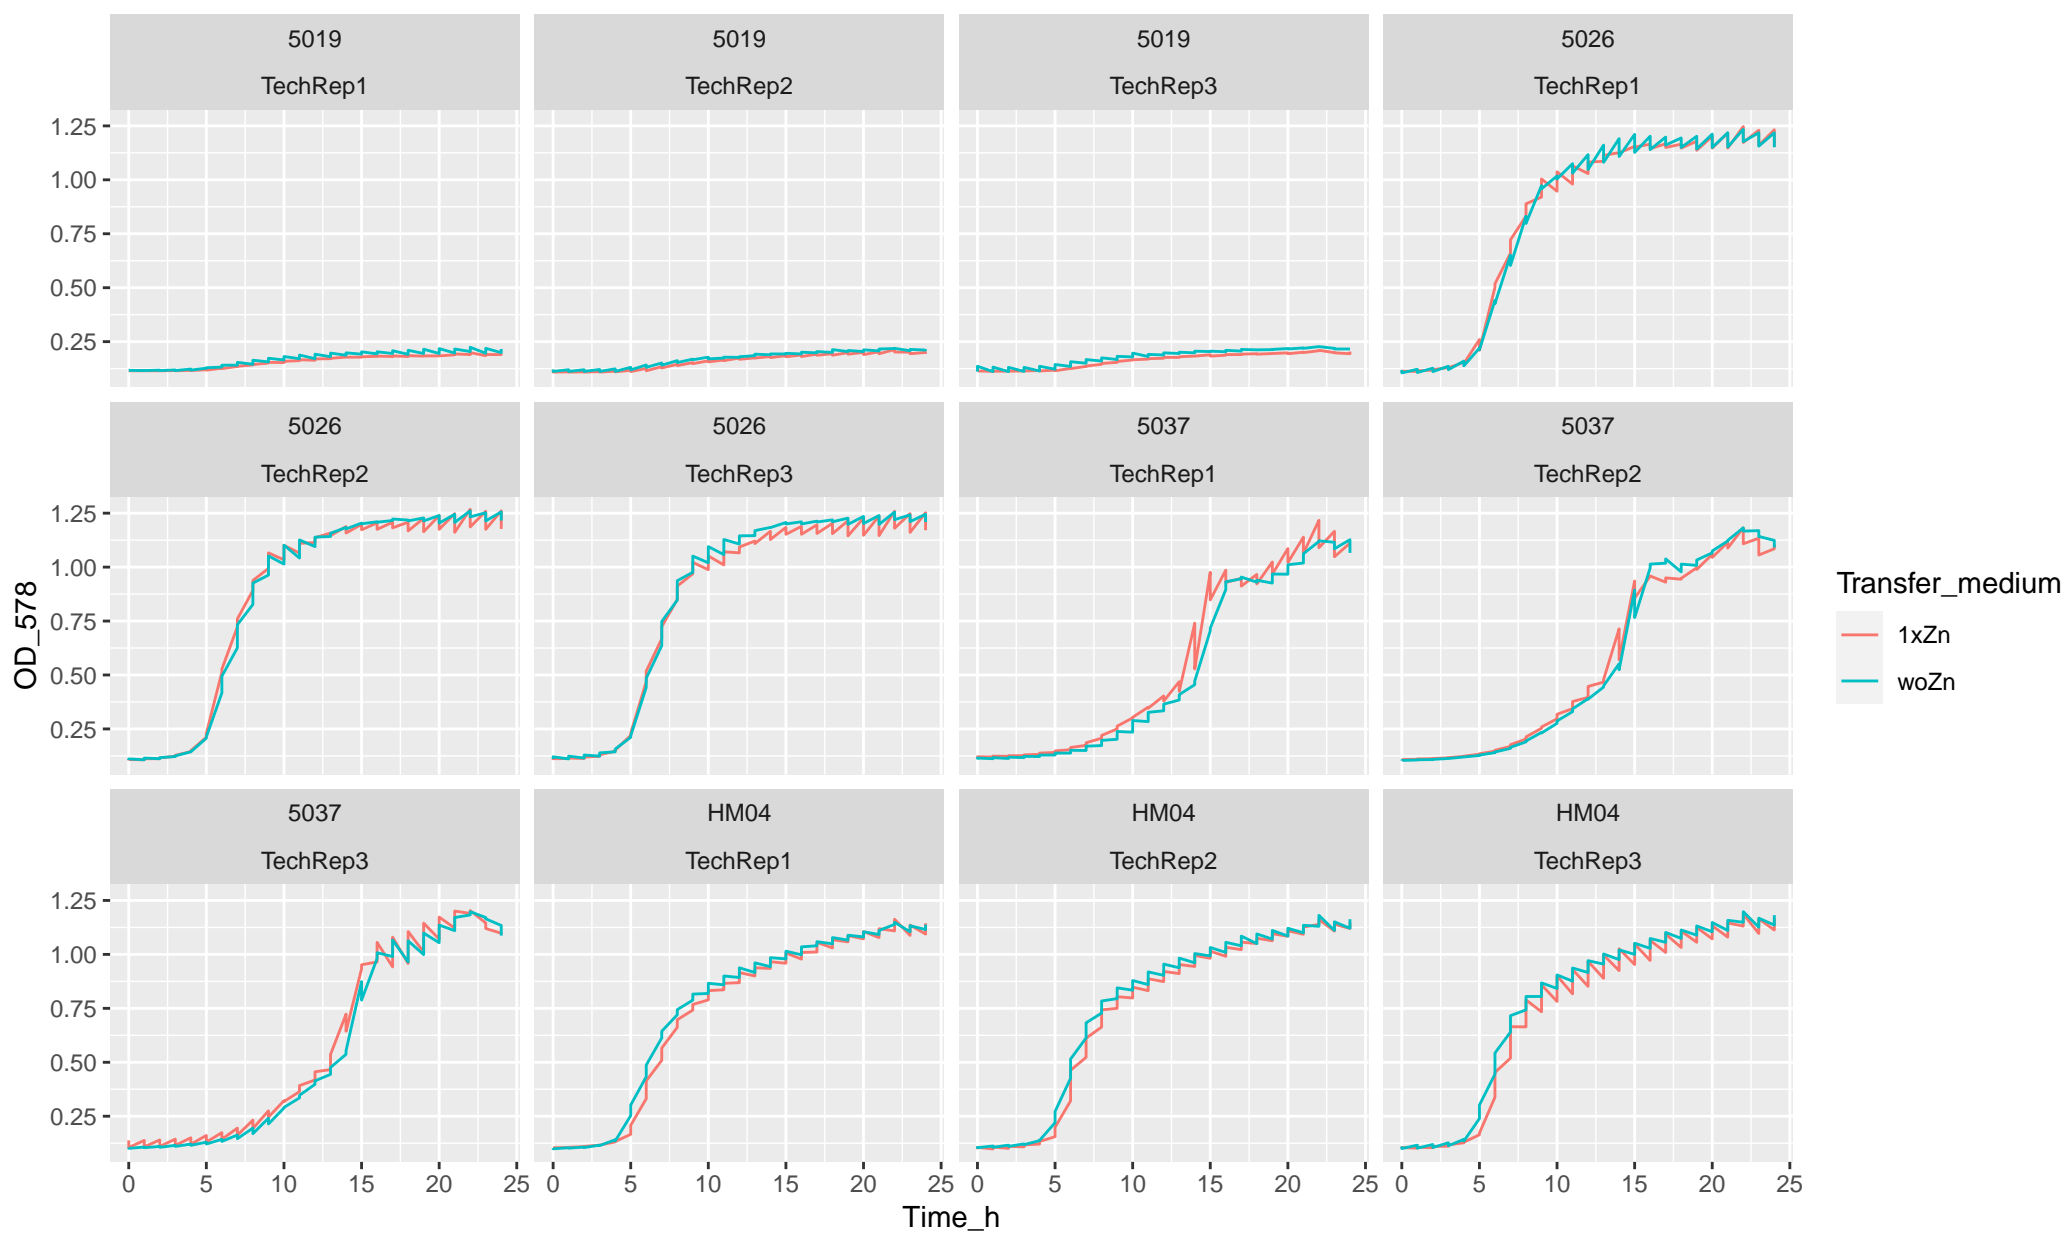 5019 5019 5019 5026
TechRep1 TechRep2 TechRep3 TechRep1
1.25
1.00
0.75
0.50
0.25
5026 5026 5037 5037
TechRep2 TechRep3 TechRep1 TechRep2
1.25
1.00
0.75
0.50
0.25
OD_578
Transfer_medium
1xZn
woZn
5037 HM04 HM04 HM04
TechRep3 TechRep1 TechRep2 TechRep3
1.25
1.00
0.75
0.50
0.25
0 5 10 15 20 25 0 5 10 15 20 25 0 5 10 15 20 25 0 5 10 15 20 25
Time_h